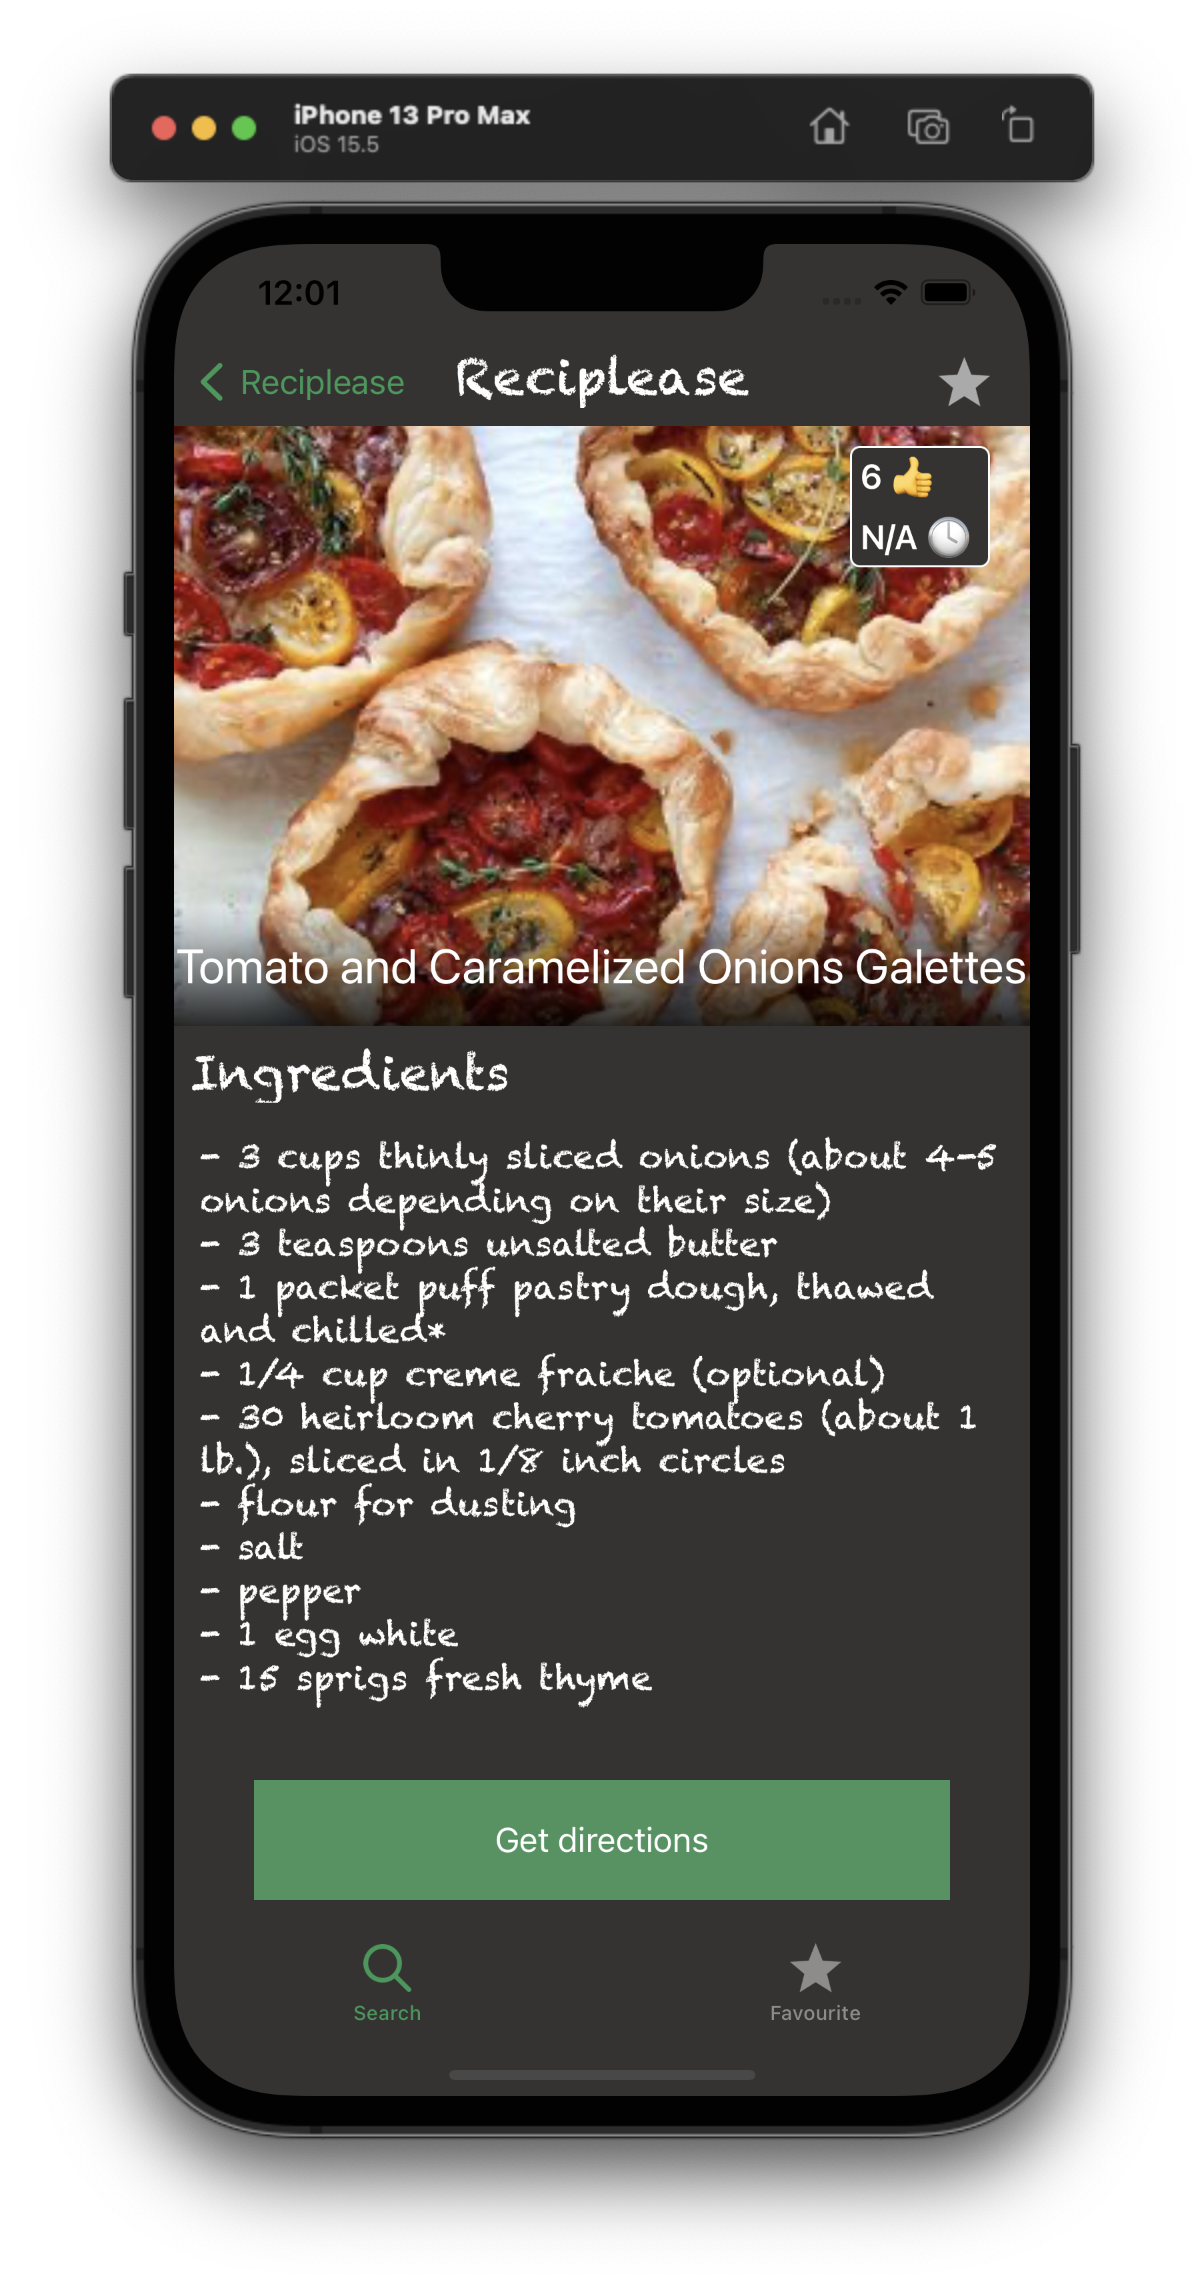 iPhone 13 Pro Max
iOS 15.5
12:01
Reciplease
Reciplease
6 👍
N/A 🕓
Tomato and Caramelized Onions Galettes
Ingredients
- 3 cups thinly sliced onions (about 4-5
onions depending on their size)
- 3 teaspoons unsalted butter
- 1 packet puff pastry dough, thawed
and chilled*
- 1/4 cup creme fraiche (optional)
- 30 heirloom cherry tomatoes (about 1
lb.), sliced in 1/8 inch circles
- flour for dusting
- salt
- pepper
- 1 egg white
- 15 sprigs fresh thyme
Get directions
Search
Favourite